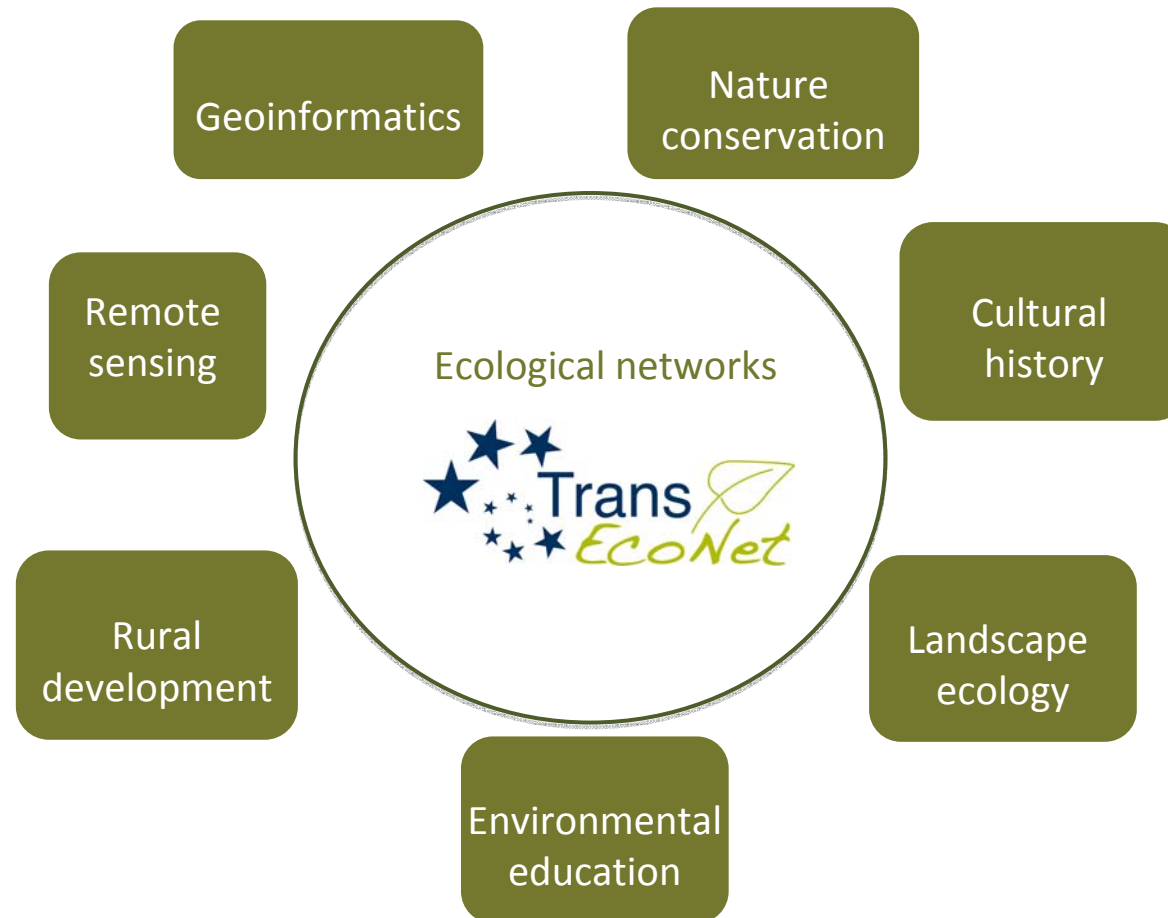 Geoinformatics
Nature
conservation
Remote
sensing
Cultural
history
Ecological networks
Trans
EcoNet
Rural
development
Landscape
ecology
Environmental
education